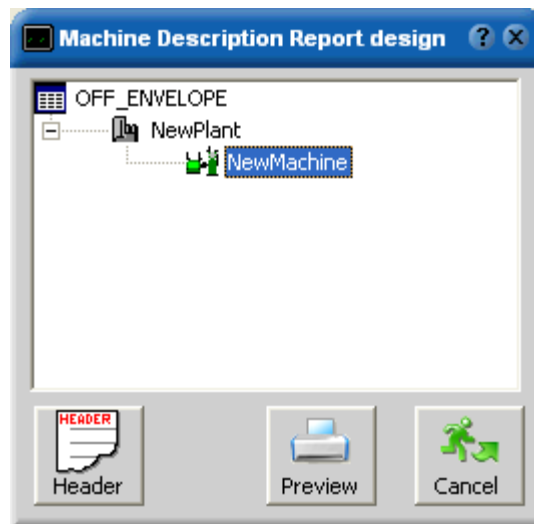 Machine Description Report design
OFF_ENVELOPE
NewPlant
NewMachine
HEADER
Header
Preview
Cancel